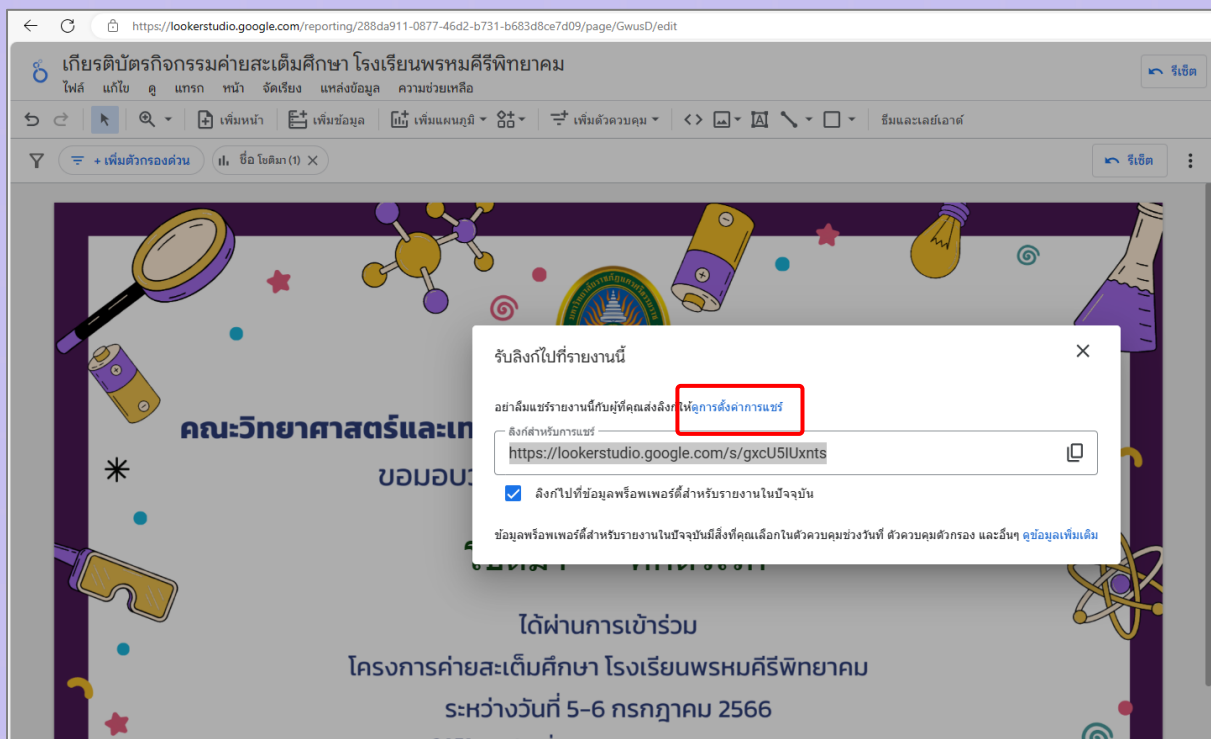 https://lookerstudio.google.com/reporting/288da911-0877-46d2-b731-b683d8ce7d09/page/GwusD/edit
เกียรติบัตรกิจกรรมค่ายสะเต็มศึกษา โรงเรียนพรหมคีรีพิทยาคม
รีเซ็ต
ไฟล์ แก้ไข ดู แทรก หน้า จัดเรียง แหล่งข้อมูล ความช่วยเหลือ
เพิ่มหน้า เพิ่มข้อมูล เพิ่มแผนภูมิ เพิ่มตัวควบคุม ธีมและเลย์เอาต์
+ เพิ่มตัวกรองด่วน ชื่อ โชติมา (1) รีเซ็ต
รับลิงก์ไปที่รายงานนี้
อย่าลืมแชร์รายงานนี้กับผู้ที่คุณส่งลิงก์ให้ดูการตั้งค่าการแชร์
ลิงก์สำหรับการแชร์
https://lookerstudio.google.com/s/gxcU5IUxnts
ลิงก์ไปที่ข้อมูลพร็อพเพอร์ตี้สำหรับรายงานในปัจจุบัน
ข้อมูลพร็อพเพอร์ตี้สำหรับรายงานในปัจจุบันมีสิ่งที่คุณเลือกในตัวควบคุมช่วงวันที่ ตัวควบคุมตัวกรอง และอื่นๆ ดูข้อมูลเพิ่มเติม
คณะวิทยาศาสตร์และเท
ขอมอบว
ได้ผ่านการเข้าร่วม
โครงการค่ายสะเต็มศึกษา โรงเรียนพรหมคีรีพิทยาคม
ระหว่างวันที่ 5-6 กรกฎาคม 2566